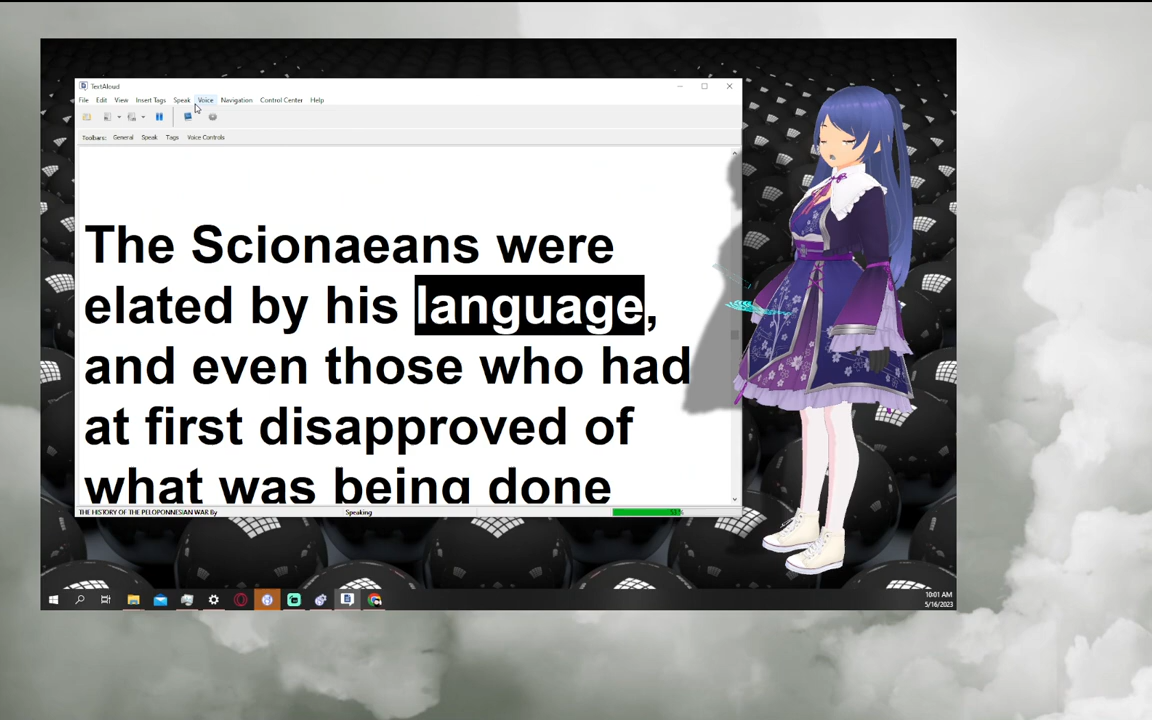 TextAloud
File Edit View Insert Tags Speak Voice Navigation Control Center Help
Toolbars: General Speak Tags Voice Controls
The Scionaeans were
elated by his language,
and even those who had
at first disapproved of
what was being done
THE HISTORY OF THE PELOPONNESIAN WAR By Speaking
10:01 AM
5/16/2023